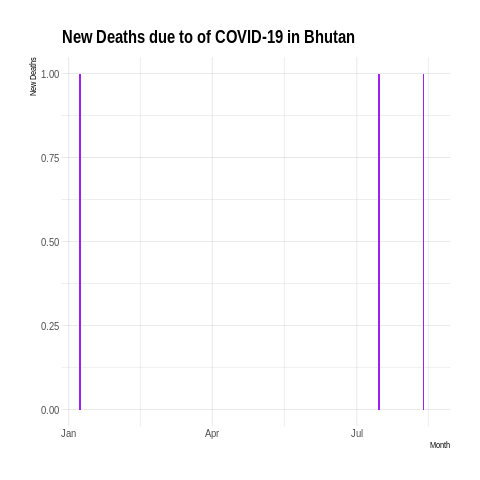 New Deaths due to of COVID-19 in Bhutan
New Deaths
1.00
0.75
0.50
0.25
0.00
Jan Apr Jul
Month